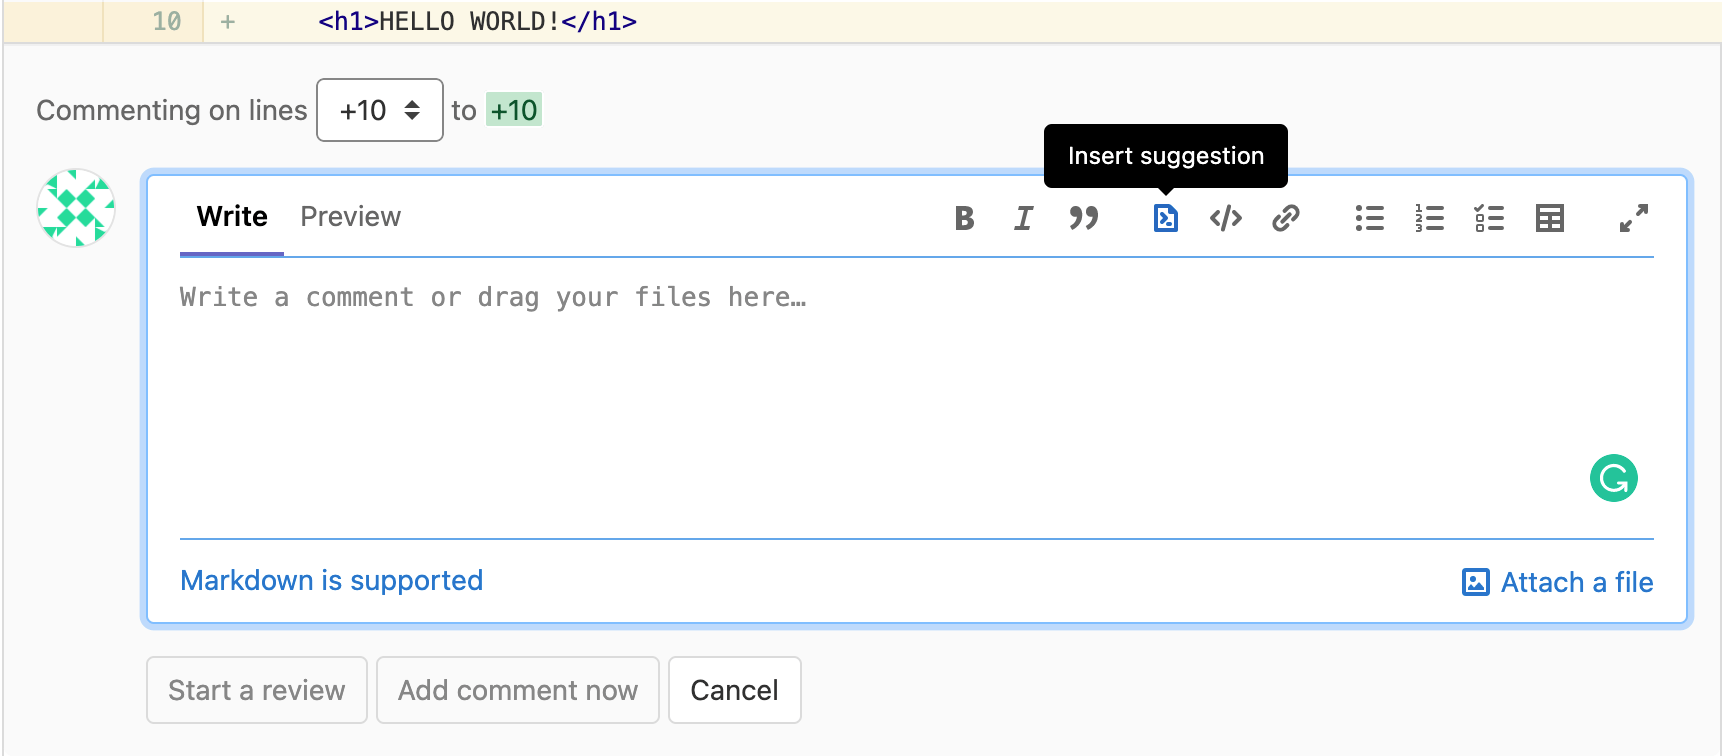 10 + <h1>HELLO WORLD!</h1>
Commenting on lines +10 to +10
Insert suggestion
Write Preview
Write a comment or drag your files here…
Markdown is supported Attach a file
Start a review Add comment now Cancel